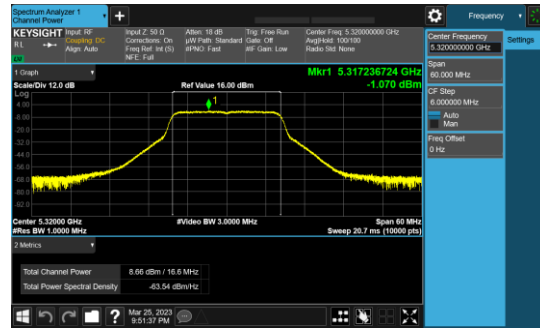 Spectrum Analyzer 1
Channel Power
+
Frequency
KEYSIGHT
RL
Input: RF
Coupling: DC
Align: Auto
Input Z: 50 Ω
Corrections: On
Freq Ref: Int (S)
NFE: Full
Atten: 18 dB
µW Path: Standard
#PNO: Fast
Trig: Free Run
Gate: Off
#IF Gain: Low
Center Freq: 5.320000000 GHz
Avg|Hold: 100/100
Radio Std: None
1 Graph
Scale/Div 12.0 dB
Ref Value 16.00 dBm
Mkr1 5.317236724 GHz
-1.070 dBm
Log
1
4.00
-8.00
-20.0
-32.0
-44.0
-56.0
-68.0
-80.0
-92.0
Center 5.32000 GHz
#Video BW 3.0000 MHz
Span 60 MHz
#Res BW 1.0000 MHz
Sweep 20.7 ms (10000 pts)
2 Metrics
Total Channel Power 8.66 dBm / 16.6 MHz
Total Power Spectral Density -63.54 dBm/Hz
?
Mar 25, 2023
9:51:37 PM
Center Frequency
5.320000000 GHz
Settings
Span
60.000 MHz
CF Step
6.000000 MHz
Auto
Man
Freq Offset
0 Hz